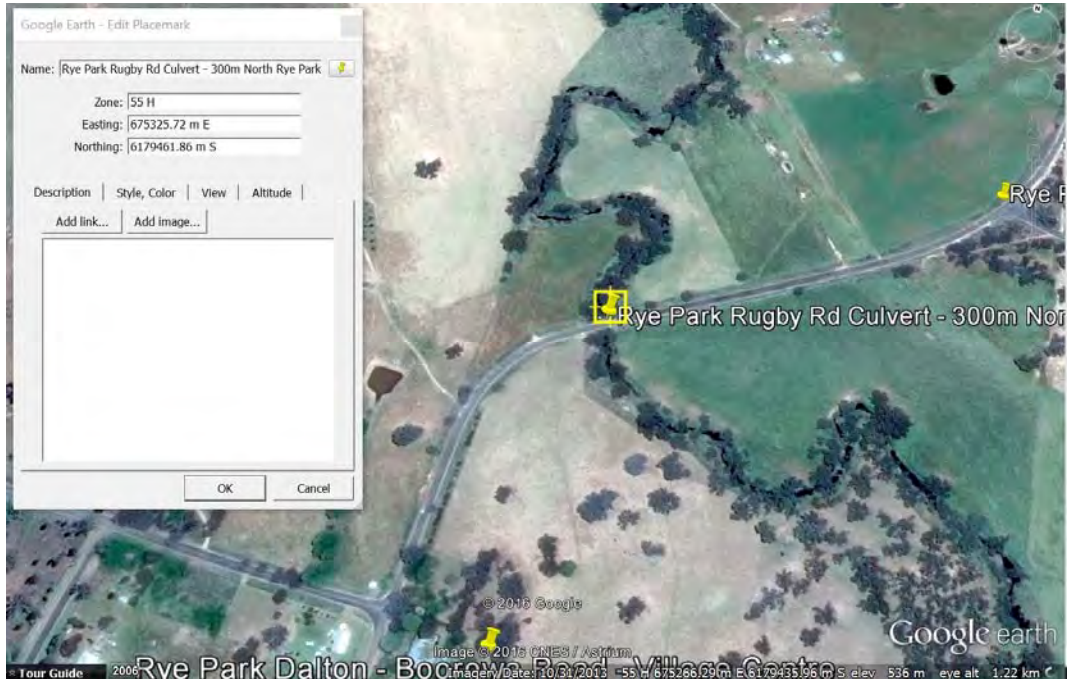 Google Earth - Edit Placemark
Name: Rye Park Rugby Rd Culvert - 300m North Rye Park
Zone: 55 H
Easting: 675325.72 m E
Northing: 6179461.86 m S
Description Style, Color View Altitude
Add link... Add image...
OK Cancel
N
Rye
Rye Park Rugby Rd Culvert - 300m Nor
© 2016 Google
Image © 2016 CNES / Astrium
Google earth
Rye Park Dalton - Boorowa Road - Village Centre
Tour Guide 2006 Imagery Date: 10/31/2013 55 H 675266.29 m E 6179435.96 m S elev 536 m eye alt 1.22 km